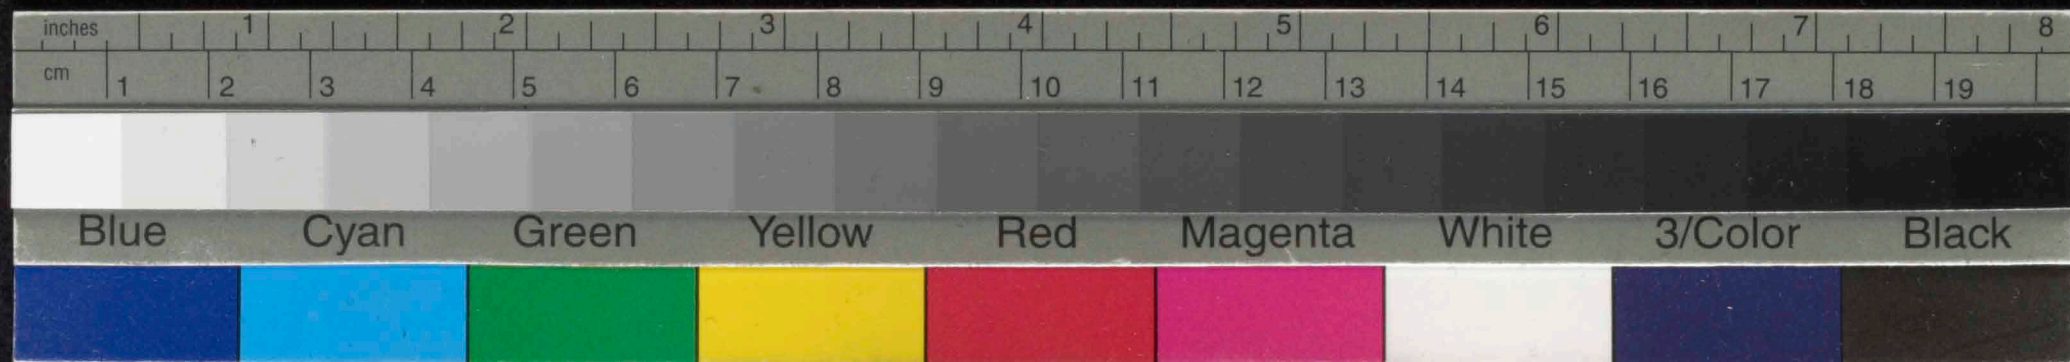 inches 1 2 3 4 5 6 7 8
cm 1 2 3 4 5 6 7 8 9 10 11 12 13 14 15 16 17 18 19
Blue Cyan Green Yellow Red Magenta White 3/Color Black